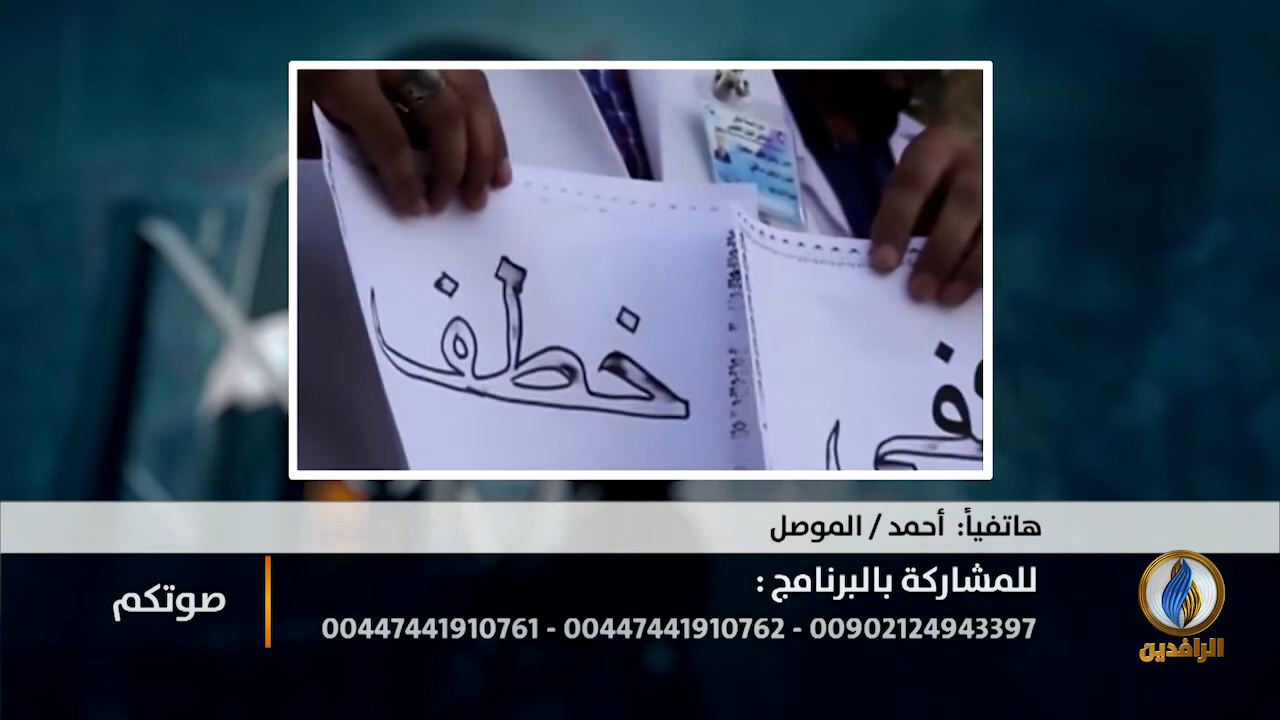 خطف
هاتفياً: أحمد / الموصل
للمشاركة بالبرنامج :
00447441910761 - 00447441910762 - 00902124943397
صوتكم
الرافدين